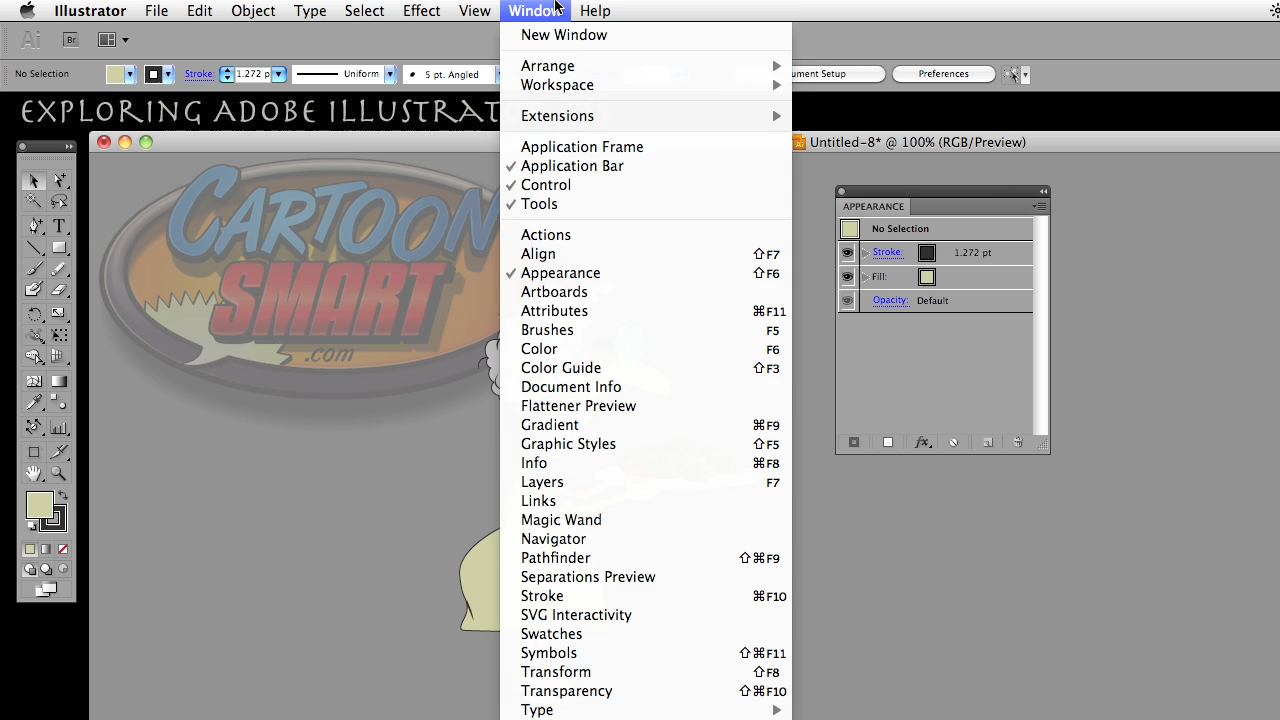 Illustrator File Edit Object Type Select Effect View Window Help
Ai Br
No Selection Stroke: 1.272 p Uniform 5 pt. Angled ument Setup Preferences
EXPLORING ADOBE ILLUSTRAT
Untitled-8* @ 100% (RGB/Preview)
CARTOON
SMART
.com
New Window
Arrange
Workspace
Extensions
Application Frame
✓ Application Bar
✓ Control
✓ Tools
Actions
Align ⇧F7
✓ Appearance ⇧F6
Artboards
Attributes ⌘F11
Brushes F5
Color F6
Color Guide ⇧F3
Document Info
Flattener Preview
Gradient ⌘F9
Graphic Styles ⇧F5
Info ⌘F8
Layers F7
Links
Magic Wand
Navigator
Pathfinder ⇧⌘F9
Separations Preview
Stroke ⌘F10
SVG Interactivity
Swatches
Symbols ⇧⌘F11
Transform ⇧F8
Transparency ⇧⌘F10
Type
APPEARANCE
No Selection
Stroke: 1.272 pt
Fill:
Opacity: Default
fx